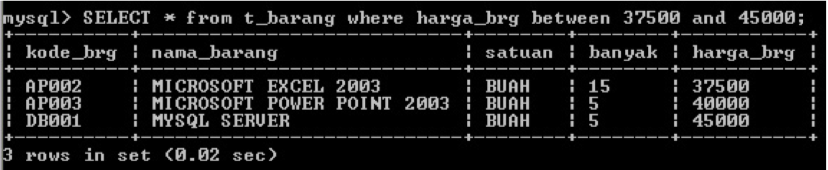 mysql> SELECT * from t_barang where harga_brg between 37500 and 45000;
+----------+---------------------------+--------+--------+-----------+
| kode_brg | nama_barang               | satuan | banyak | harga_brg |
+----------+---------------------------+--------+--------+-----------+
| AP002    | MICROSOFT EXCEL 2003      | BUAH   | 15     | 37500     |
| AP003    | MICROSOFT POWER POINT 2003 | BUAH   | 5      | 40000     |
| DB001    | MYSQL SERVER              | BUAH   | 5      | 45000     |
+----------+---------------------------+--------+--------+-----------+
3 rows in set (0.02 sec)